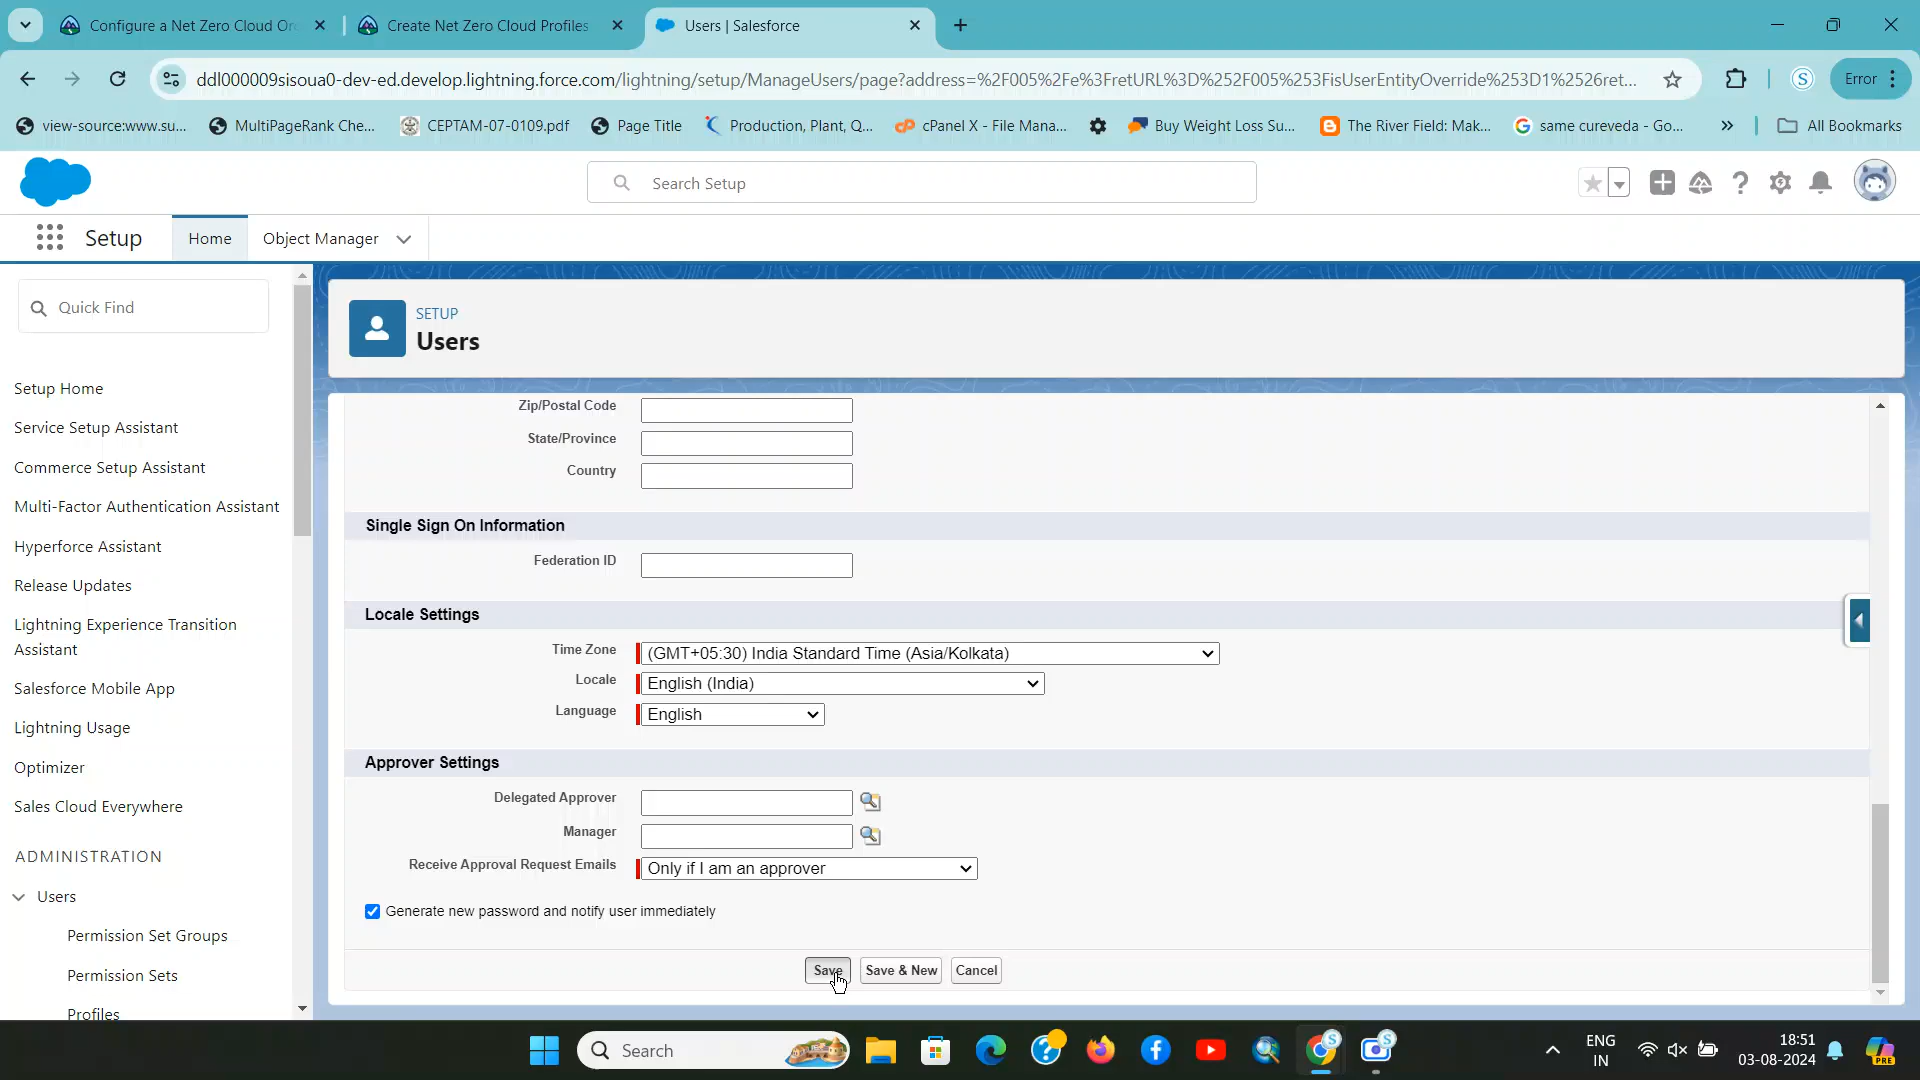 Configure a Net Zero Cloud Or
Create Net Zero Cloud Profiles
Users | Salesforce
ddl000009sisoua0-dev-ed.develop.lightning.force.com/lightning/setup/ManageUsers/page?address=%2F005%2Fe%3FretURL%3D%252F005%253FisUserEntityOverride%253D1%2526ret...
S
Error
view-source:www.su...
MultiPageRank Che...
CEPTAM-07-0109.pdf
Page Title
Production, Plant, Q...
cPanel X - File Mana...
Buy Weight Loss Su...
The River Field: Mak...
same cureveda - Go...
All Bookmarks
Search Setup
Setup
Home
Object Manager
Quick Find
SETUP
Users
Setup Home
Service Setup Assistant
Commerce Setup Assistant
Multi-Factor Authentication Assistant
Hyperforce Assistant
Release Updates
Lightning Experience Transition
Assistant
Salesforce Mobile App
Lightning Usage
Optimizer
Sales Cloud Everywhere
ADMINISTRATION
Users
Permission Set Groups
Permission Sets
Profiles
Zip/Postal Code
State/Province
Country
Single Sign On Information
Federation ID
Locale Settings
Time Zone (GMT+05:30) India Standard Time (Asia/Kolkata)
Locale English (India)
Language English
Approver Settings
Delegated Approver
Manager
Receive Approval Request Emails Only if I am an approver
Generate new password and notify user immediately
Save Save & New Cancel
Search
ENG
IN
18:51
03-08-2024
PRE